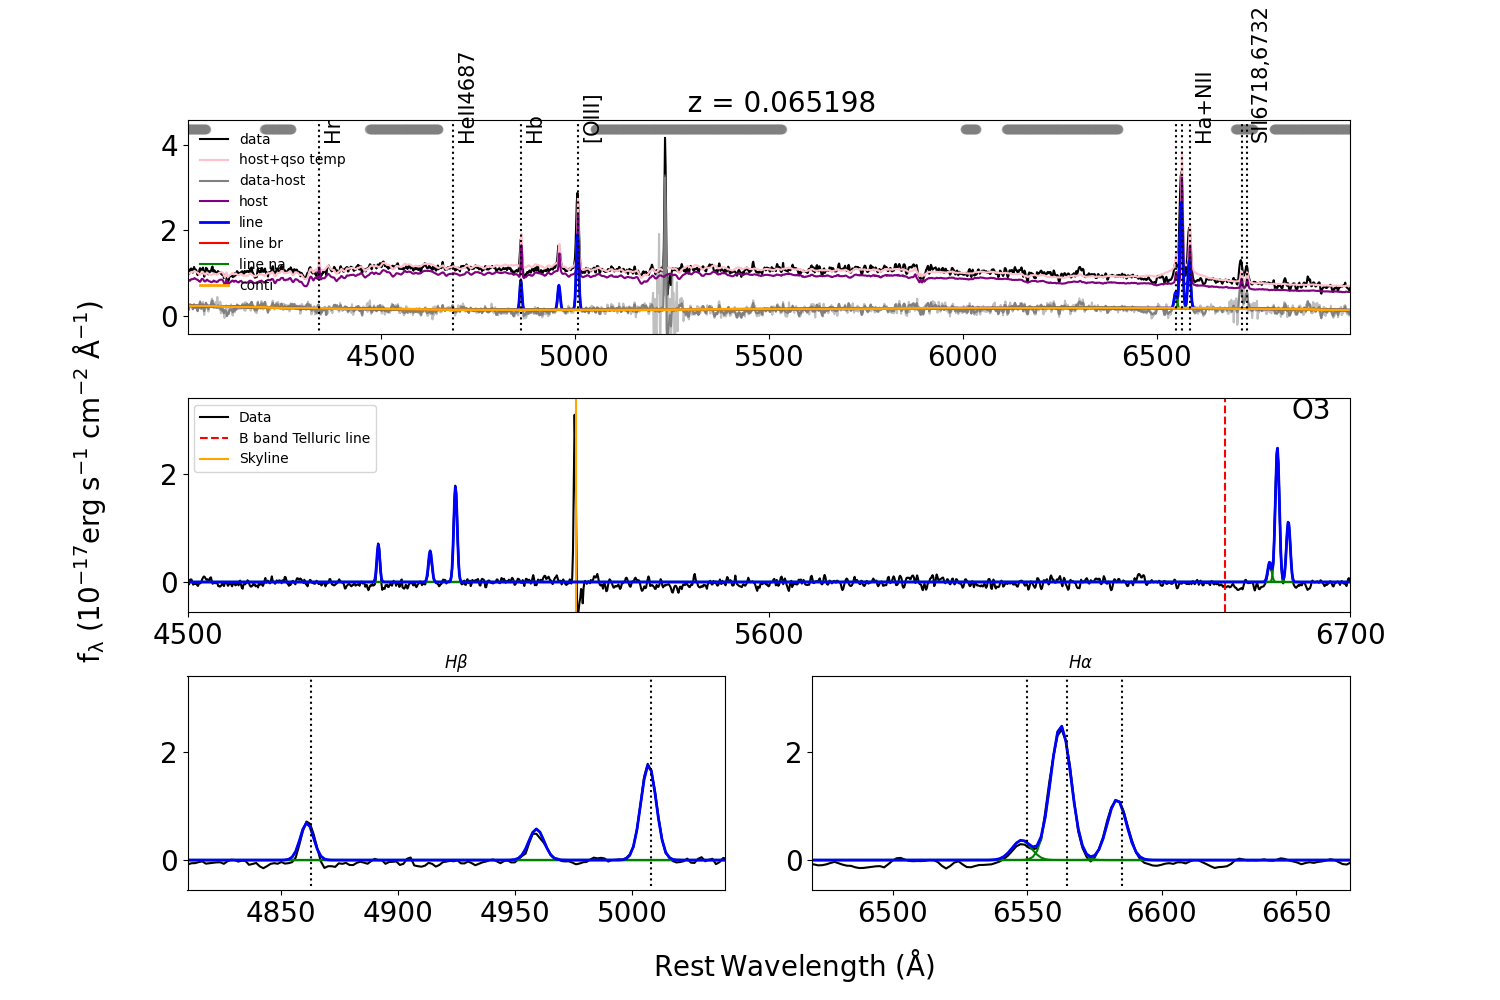 z = 0.065198
Hr
HeII4687
Hb
[OIII]
Ha+NII
SII6718,6732
data
host+qso temp
data-host
host
line
line br
line na
conti
4
2
0
4500
5000
5500
6000
6500
O3
Data
B band Telluric line
Skyline
2
0
4500
5600
6700
fλ (10⁻¹⁷erg s⁻¹ cm⁻² Å⁻¹)
Hβ
2
0
4850
4900
4950
5000
Hα
2
0
6500
6550
6600
6650
Rest Wavelength (Å)